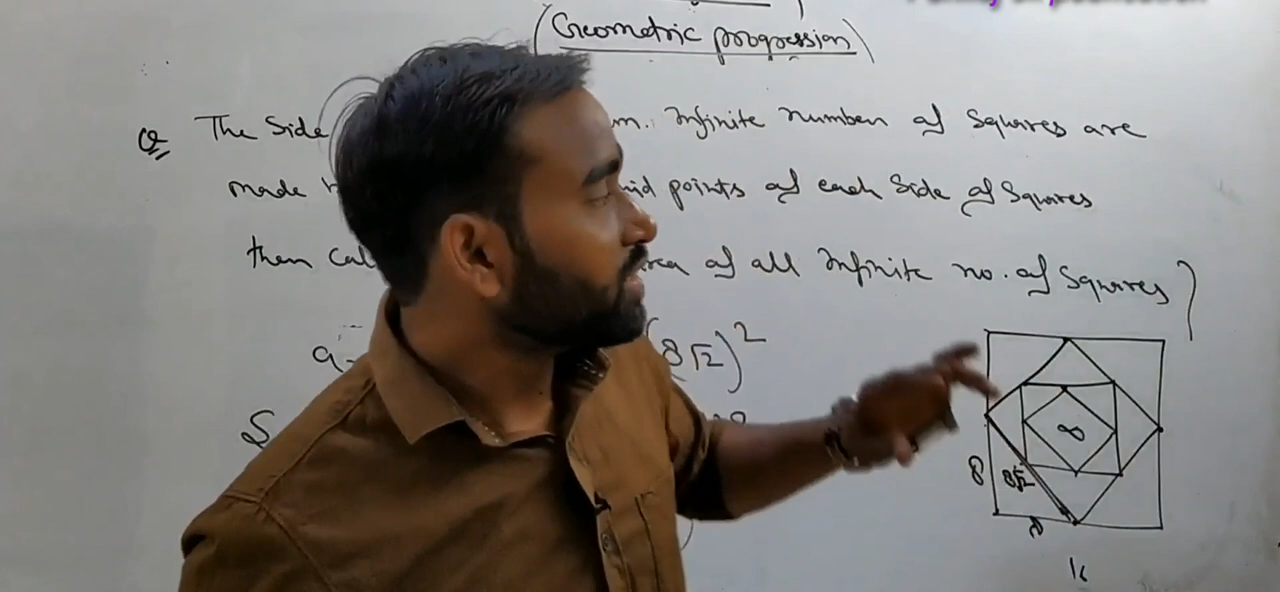 (Geometric progression)
Q The Side m. Infinite number of Squares are
made mid points of each Side of Squares
then cal of all Infinite no. of Squares)
(8√2)²
S
∞
8 8√2
8
16